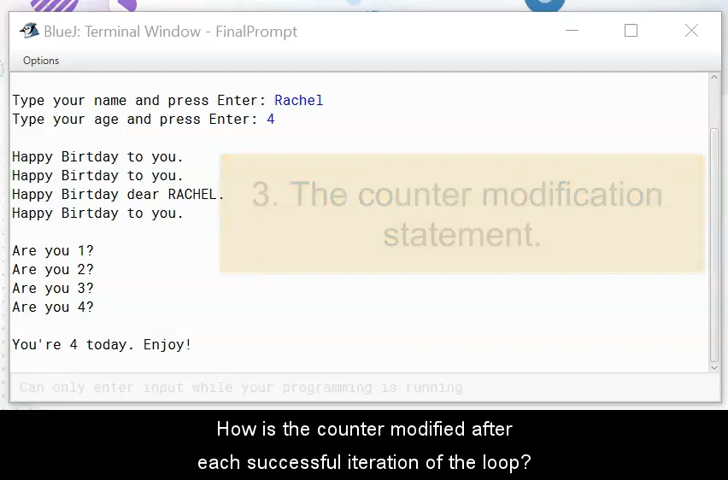 BlueJ: Terminal Window - FinalPrompt
Options
Type your name and press Enter: Rachel
Type your age and press Enter: 4
Happy Birtday to you.
Happy Birtday to you.
Happy Birtday dear RACHEL.
Happy Birtday to you.
3. The counter modification
statement.
Are you 1?
Are you 2?
Are you 3?
Are you 4?
You're 4 today. Enjoy!
Can only enter input while your programming is running
How is the counter modified after
each successful iteration of the loop?